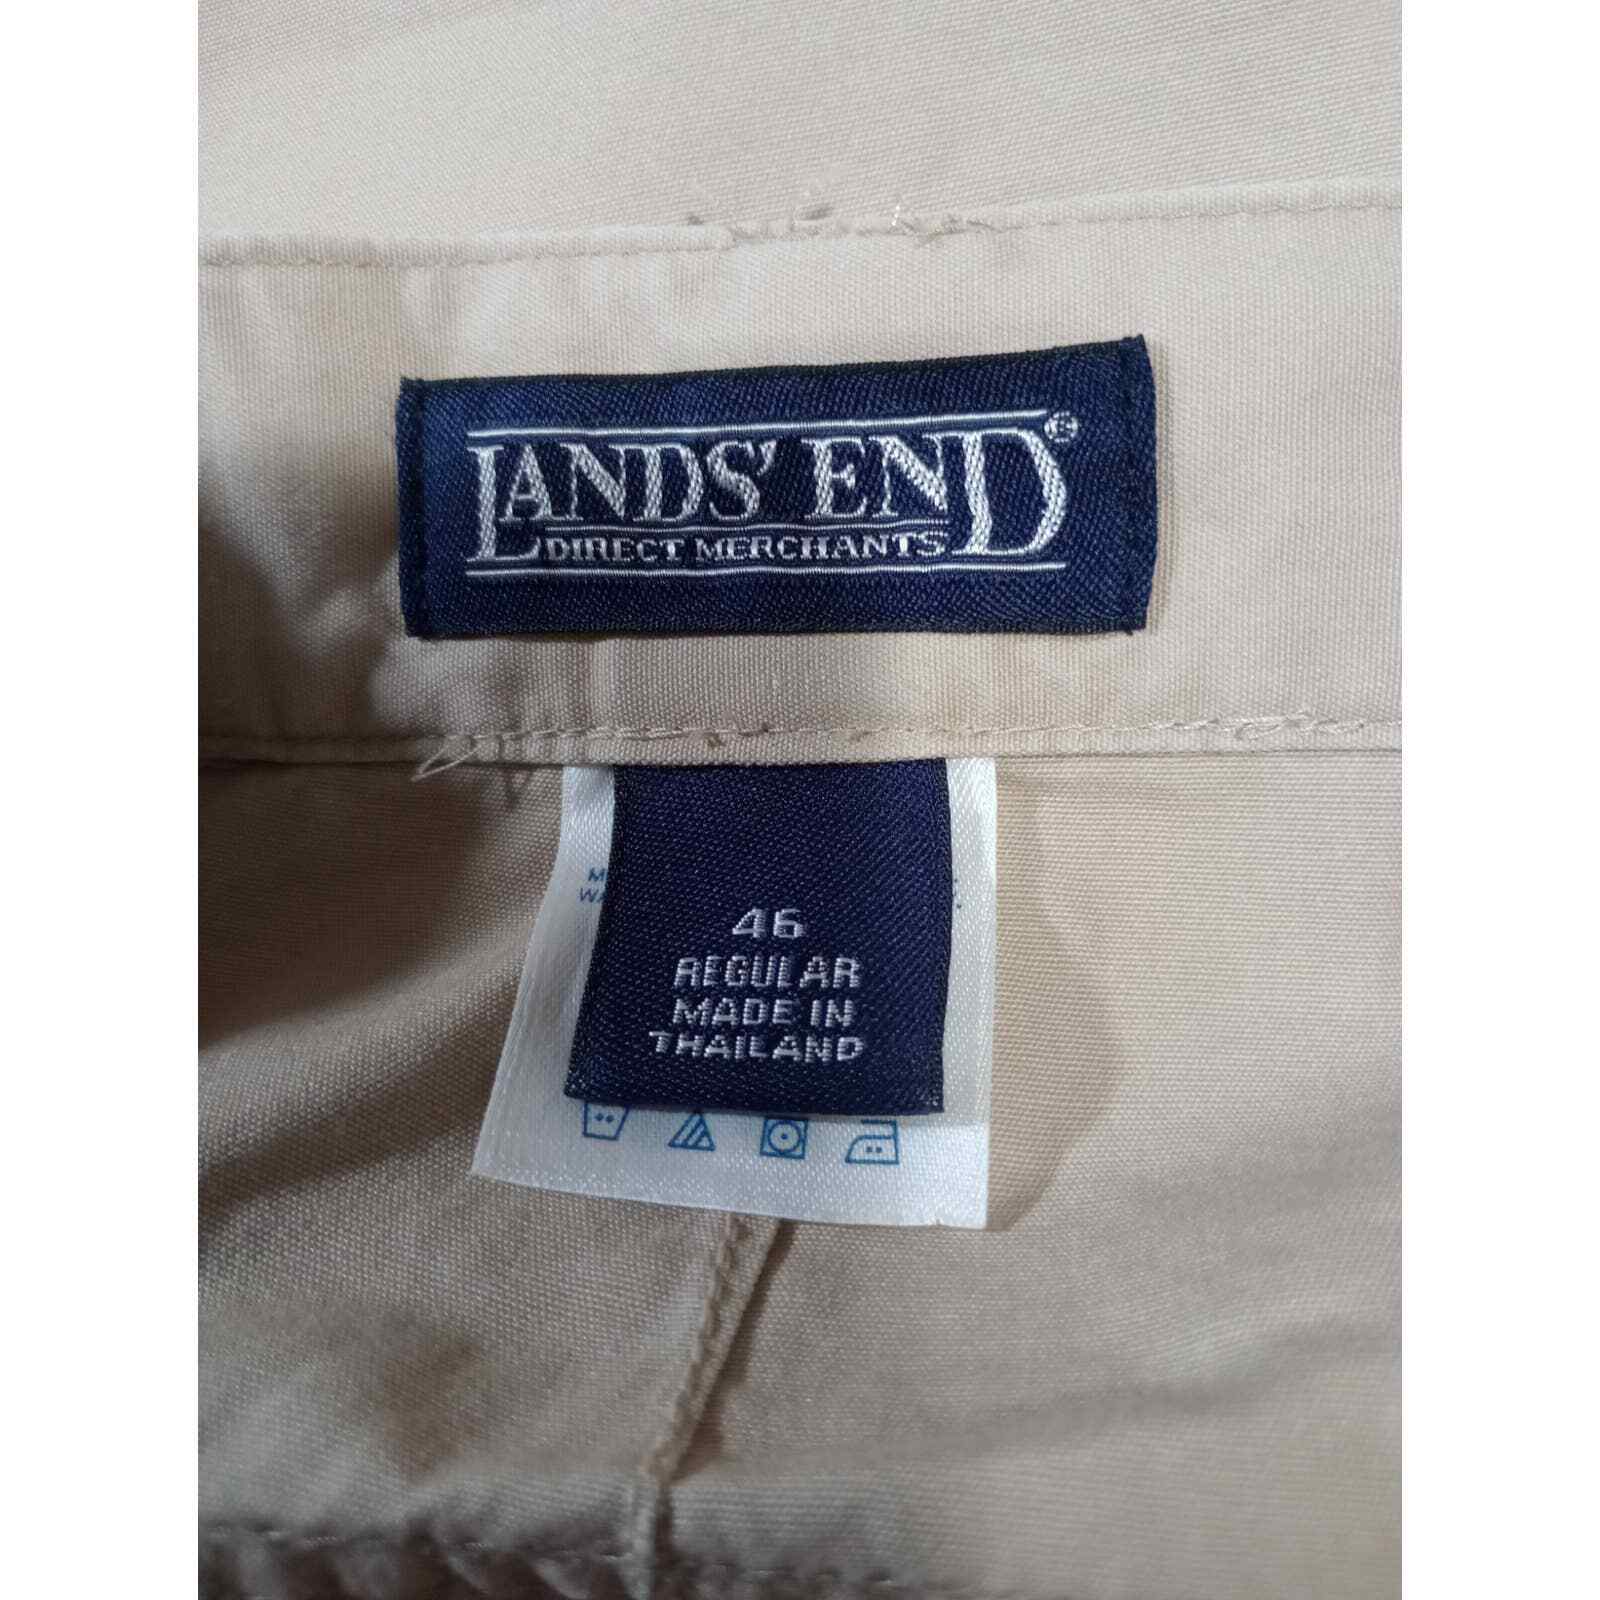 LANDS' END®
DIRECT MERCHANTS
46
REGULAR
MADE IN
THAILAND